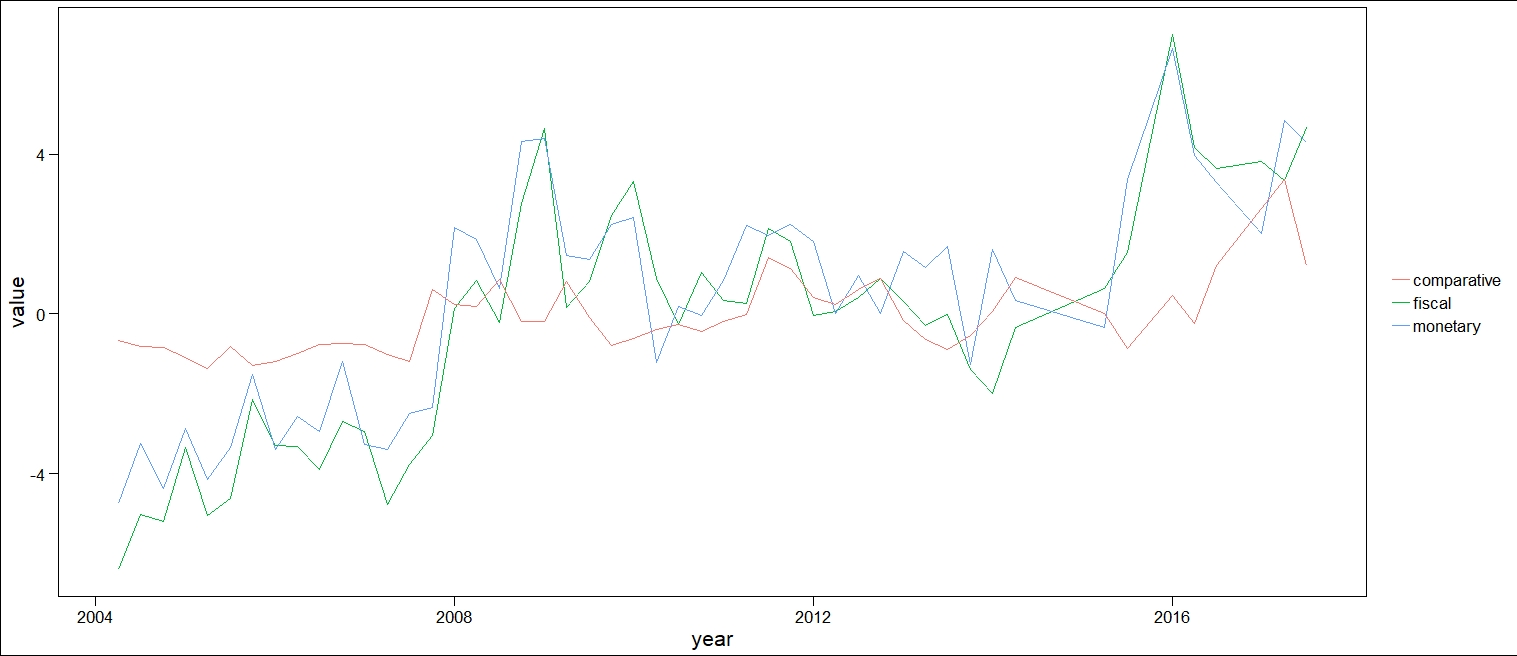 value
4
0
-4
2004
2008
2012
2016
year
comparative
fiscal
monetary